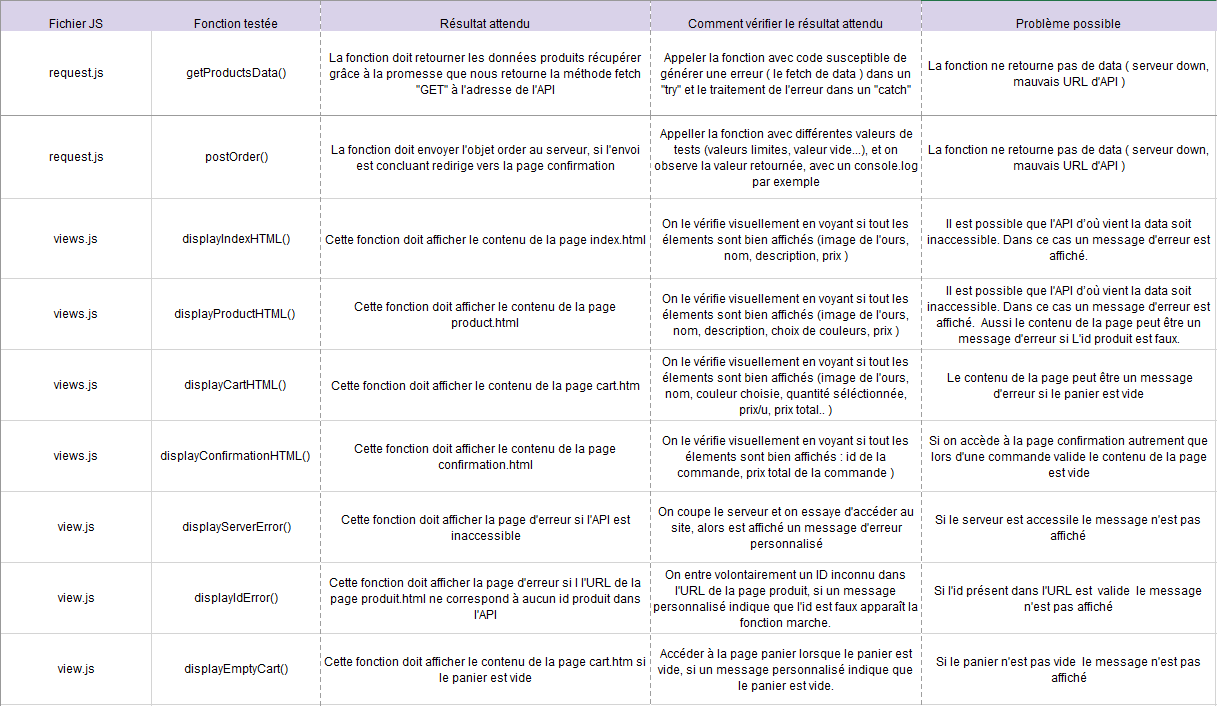 Fichier JS
Fonction testée
Résultat attendu
Comment vérifier le résultat attendu
Problème possible
request.js
getProductsData()
La fonction doit retourner les données produits récupérer
grâce à la promesse que nous retourne la méthode fetch
"GET" à l'adresse de l'API
Appeler la fonction avec code susceptible de
générer une erreur ( le fetch de data ) dans un
"try" et le traitement de l'erreur dans un "catch"
La fonction ne retourne pas de data ( serveur down,
mauvais URL d'API )
request.js
postOrder()
La fonction doit envoyer l'objet order au serveur, si l'envoi
est concluant redirige vers la page confirmation
Appeller la fonction avec différentes valeurs de
tests (valeurs limites, valeur vide...), et on
observe la valeur retournée, avec un console.log
par exemple
La fonction ne retourne pas de data ( serveur down,
mauvais URL d'API )
views.js
displayIndexHTML()
Cette fonction doit afficher le contenu de la page index.html
On le vérifie visuellement en voyant si tout les
élements sont bien affichés (image de l'ours,
nom, description, prix )
Il est possible que l'API d'où vient la data soit
inaccessible. Dans ce cas un message d'erreur est
affiché.
views.js
displayProductHTML()
Cette fonction doit afficher le contenu de la page
product.html
On le vérifie visuellement en voyant si tout les
élements sont bien affichés (image de l'ours,
nom, description, choix de couleurs, prix )
Il est possible que l'API d'où vient la data soit
inaccessible. Dans ce cas un message d'erreur est
affiché.  Aussi le contenu de la page peut être un
message d'erreur si L'id produit est faux.
views.js
displayCartHTML()
Cette fonction doit afficher le contenu de la page cart.htm
On le vérifie visuellement en voyant si tout les
élements sont bien affichés (image de l'ours,
nom, couleur choisie, quantité séléctionnée,
prix/u, prix total.. )
Le contenu de la page peut être un message
d'erreur si le panier est vide
views.js
displayConfirmationHTML()
Cette fonction doit afficher le contenu de la page
confirmation.html
On le vérifie visuellement en voyant si tout les
élements sont bien affichés : id de la
commande, prix total de la commande )
Si on accède à la page confirmation autrement que
lors d'une commande valide le contenu de la page
est vide
view.js
displayServerError()
Cette fonction doit afficher la page d'erreur si l'API est
inaccessible
On coupe le serveur et on essaye d'accéder au
site, alors est affiché un message d'erreur
personnalisé
Si le serveur est accessile le message n'est pas
affiché
view.js
displayIdError()
Cette fonction doit afficher la page d'erreur si l l'URL de la
page produit.html ne correspond à aucun id produit dans
l'API
On entre volontairement un ID inconnu dans
l'URL de la page produit, si un message
personnalisé indique que l'id est faux apparaît la
fonction marche.
Si l'id présent dans l'URL est  valide  le message
n'est pas affiché
view.js
displayEmptyCart()
Cette fonction doit afficher le contenu de la page cart.htm si
le panier est vide
Accéder à la page panier lorsque le panier est
vide, si un message personnalisé indique que
le panier est vide.
Si le panier n'est pas vide  le message n'est pas
affiché